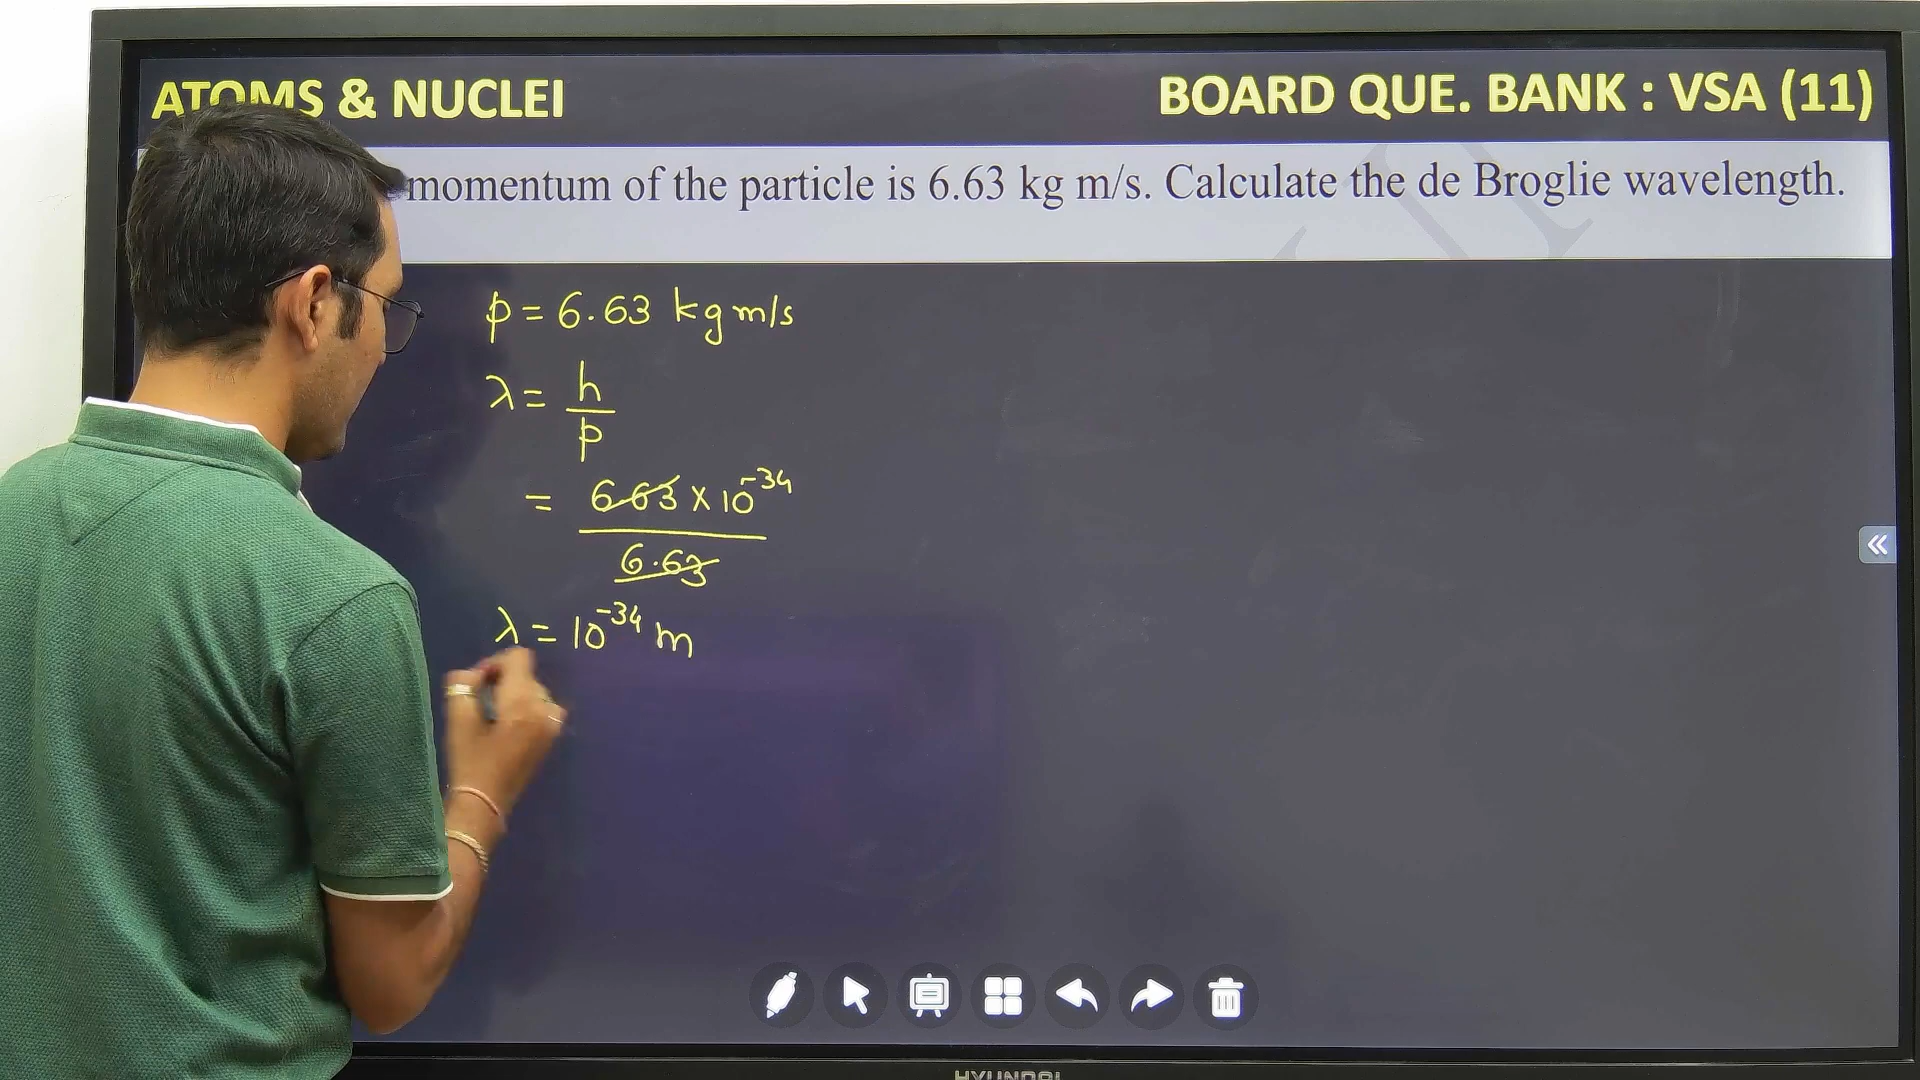 ATOMS & NUCLEI
BOARD QUE. BANK : VSA (11)
momentum of the particle is 6.63 kg m/s. Calculate the de Broglie wavelength.
p = 6.63 kg m/s
λ = h/p
= 6.63 × 10⁻³⁴ / 6.63
λ = 10⁻³⁴ m
HYUNDAI